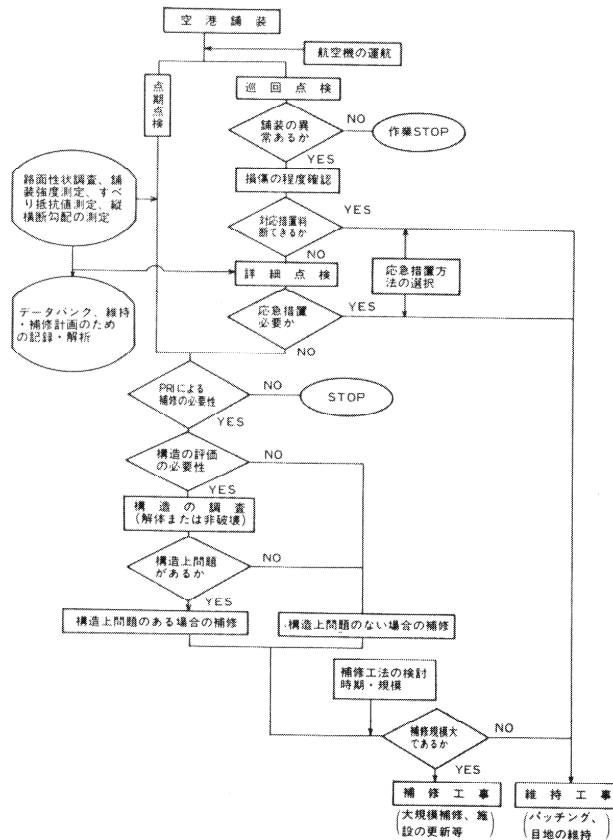 空港舗装
航空機の運航
点期点検
巡回点検
舗装の異
常あるか
NO
作業STOP
YES
損傷の程度確認
路面性状調査、舗
装強度測定、すべ
り抵抗値測定、縦
横断勾配の測定
対応措置判
断できるか
YES
NO
詳細点検
応急措置方
法の選択
データバンク、維持
・補修計画のため
の記録・解析
応急措置
必要か
YES
NO
PRIによる
補修の必要性
NO
STOP
YES
構造の評価
の必要性
NO
YES
構造の調査
(解体または非破壊)
構造上問題
があるか
NO
YES
構造上問題のある場合の補修
構造上問題のない場合の補修
補修工法の検討
時期・規模
補修規模大
であるか
NO
YES
補修工事
(大規模補修、施
設の更新等)
維持工事
(パッチング、
目地の維持)